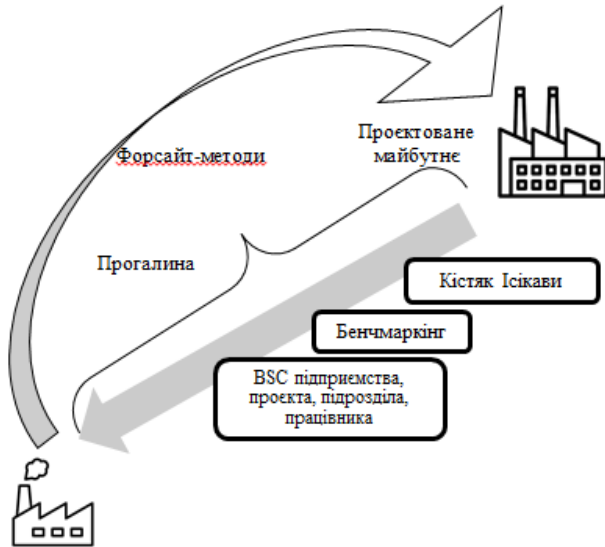 Форсайт-методи
Проєктоване
майбутнє
Прогалина
Кістяк Ісікави
Бенчмаркінг
BSC підприємства,
проєкта, підрозділа,
працівника